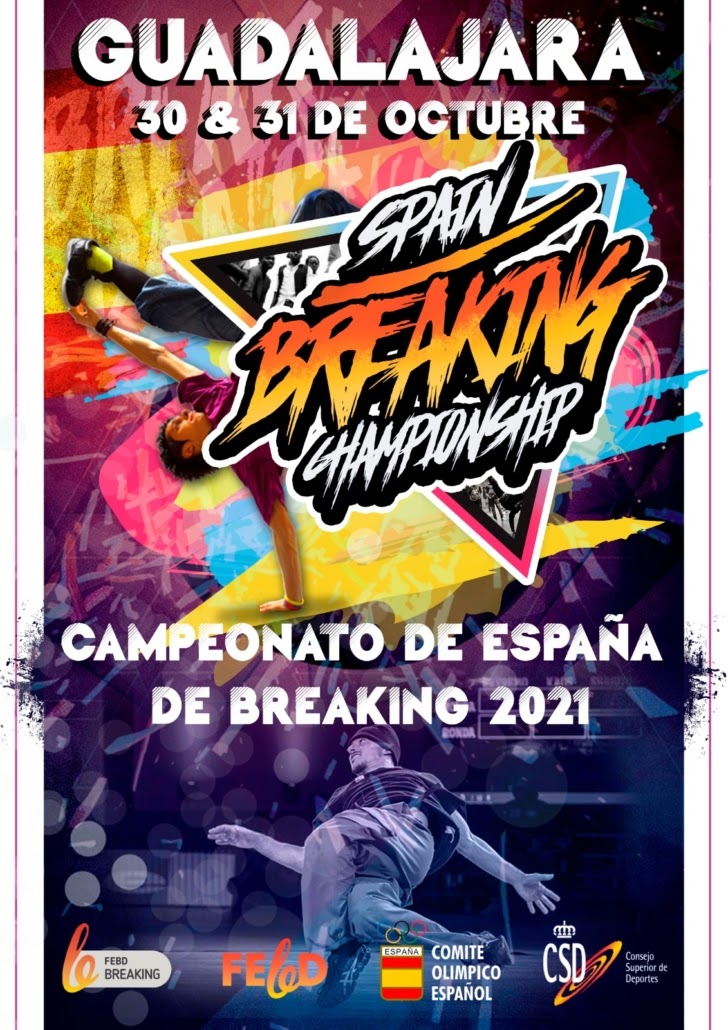 GUADALAJARA
30 & 31 DE OCTUBRE
SPAIN
BREAKING
CHAMPIONSHIP
CAMPEONATO DE ESPAÑA
DE BREAKING 2021
RONDA
FEBD
BREAKING
FEbD
ESPAÑA
COMITE
OLIMPICO
ESPAÑOL
CSD
Consejo
Superior de
Deportes